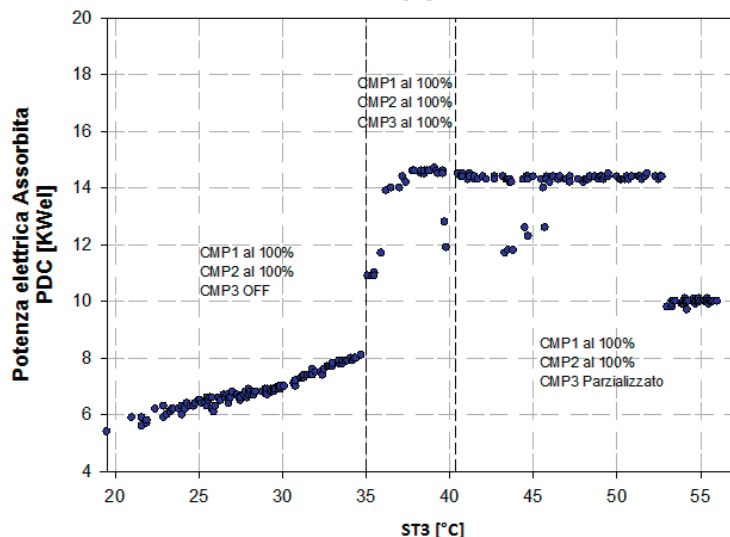 20
18
16
14
12
10
8
6
4
Potenza elettrica Assorbita
PDC [KWel]
CMP1 al 100%
CMP2 al 100%
CMP3 al 100%
CMP1 al 100%
CMP2 al 100%
CMP3 OFF
CMP1 al 100%
CMP2 al 100%
CMP3 Parzializzato
20 25 30 35 40 45 50 55
ST3 [°C]